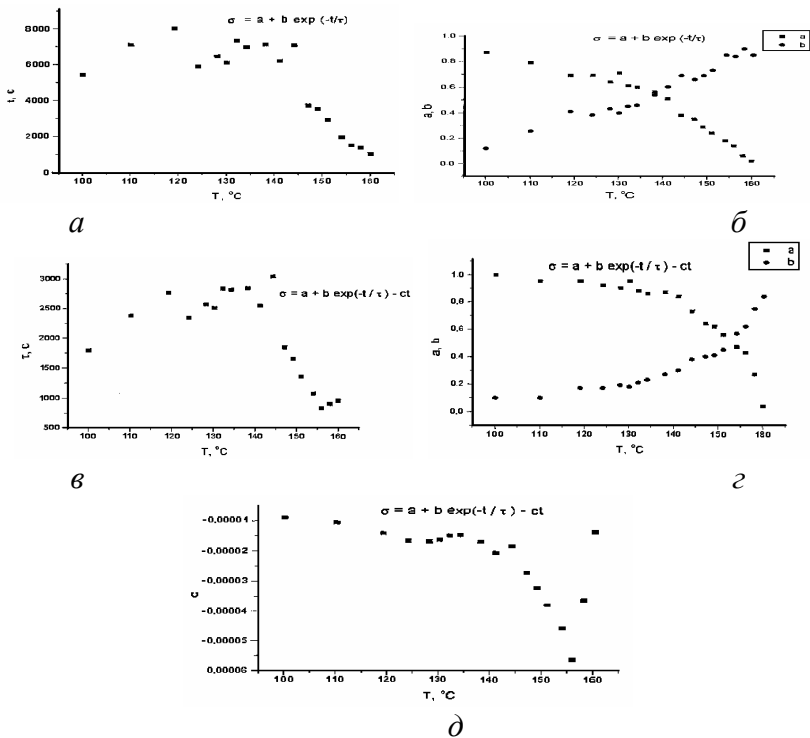 σ = a + b exp (-t/τ)
8000
6000
4000
2000
0
t, c
100 110 120 130 140 150 160
T, °C
а
σ = a + b exp (-t/τ)
a
b
1.0
0.8
0.6
0.4
0.2
0.0
a, b
100 110 120 130 140 150 160
T, °C
б
σ = a + b exp(-t / τ ) - ct
3000
2500
2000
1500
1000
500
τ, c
100 110 120 130 140 150 160
T, °C
в
σ = a + b exp(-t / τ ) - ct
a
b
1,0
0,8
0,6
0,4
0,2
0,0
a, b
100 110 120 130 140 150 160
T, °C
г
σ = a + b exp(-t / τ ) - ct
-0,00001
-0,00002
-0,00003
-0,00004
-0,00005
0,00006
c
100 110 120 130 140 150 160
T, °C
д